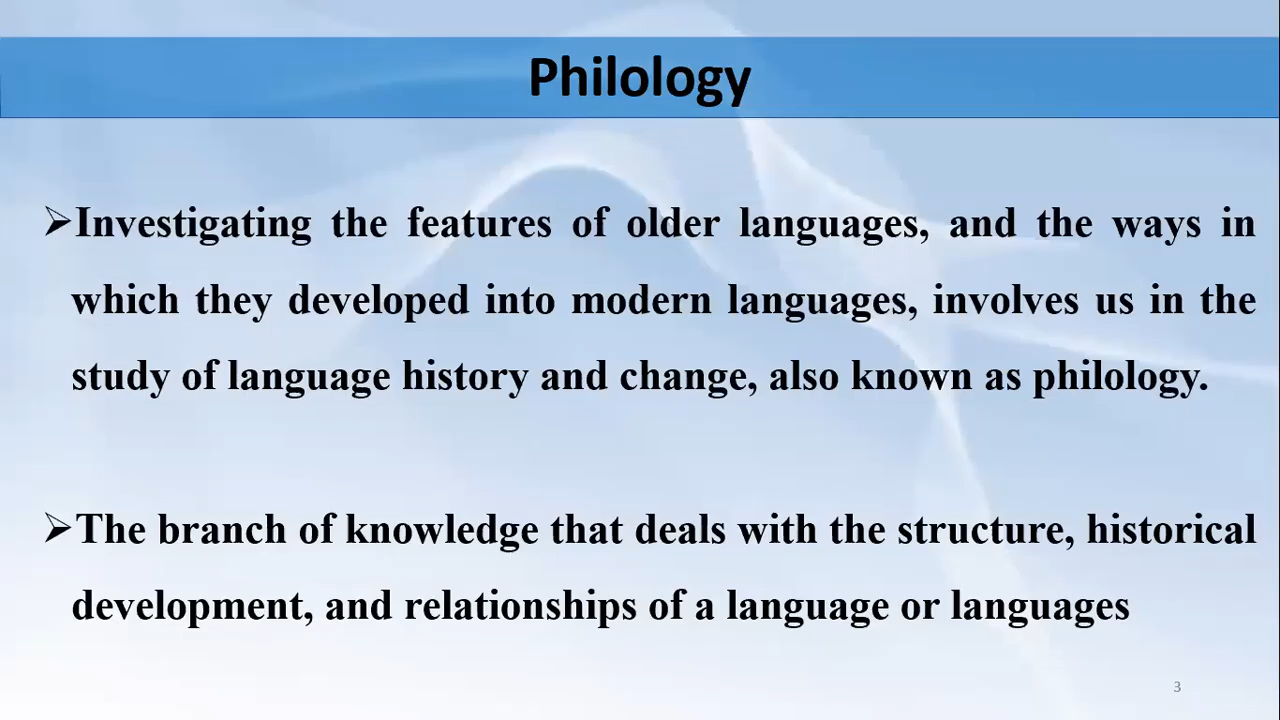 Philology
➢Investigating the features of older languages, and the ways in
which they developed into modern languages, involves us in the
study of language history and change, also known as philology.
➢The branch of knowledge that deals with the structure, historical
development, and relationships of a language or languages
3